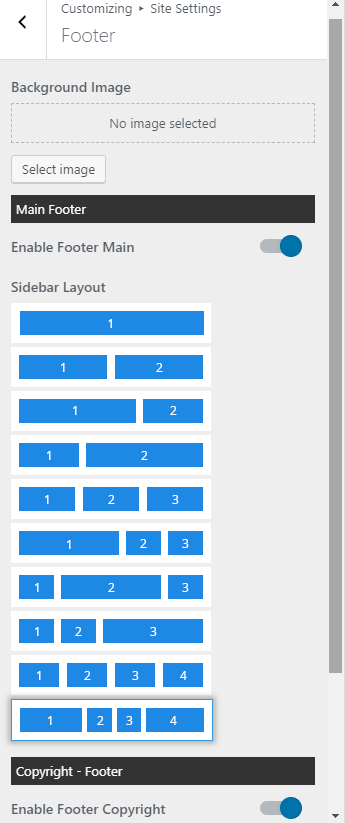 Customizing ▸ Site Settings
Footer
Background Image
No image selected
Select image
Main Footer
Enable Footer Main
Sidebar Layout
1
1 2
1 2
1 2
1 2 3
1 2 3
1 2 3
1 2 3
1 2 3 4
1 2 3 4
Copyright - Footer
Enable Footer Copyright